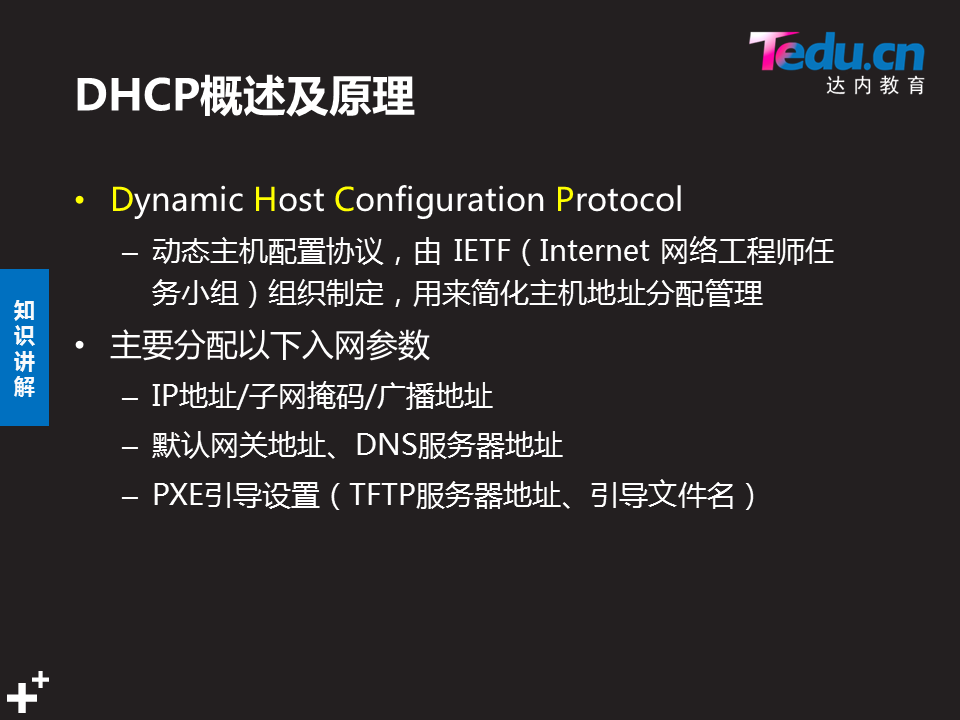 Tedu.cn
达内教育
DHCP概述及原理
• Dynamic Host Configuration Protocol
– 动态主机配置协议，由 IETF（Internet 网络工程师任
务小组）组织制定，用来简化主机地址分配管理
• 主要分配以下入网参数
– IP地址/子网掩码/广播地址
– 默认网关地址、DNS服务器地址
– PXE引导设置（TFTP服务器地址、引导文件名）
知
识
讲
解